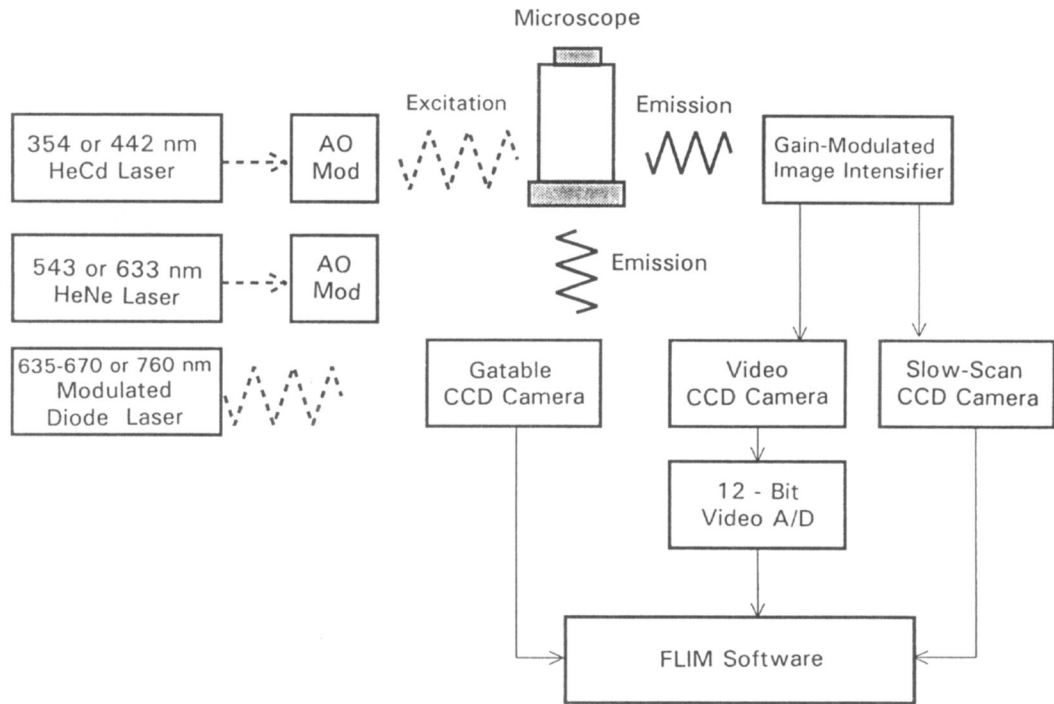 Microscope
Excitation
Emission
354 or 442 nm
HeCd Laser
AO
Mod
Gain-Modulated
Image Intensifier
543 or 633 nm
HeNe Laser
AO
Mod
Emission
635-670 or 760 nm
Modulated
Diode Laser
Gatable
CCD Camera
Video
CCD Camera
Slow-Scan
CCD Camera
12 - Bit
Video A/D
FLIM Software